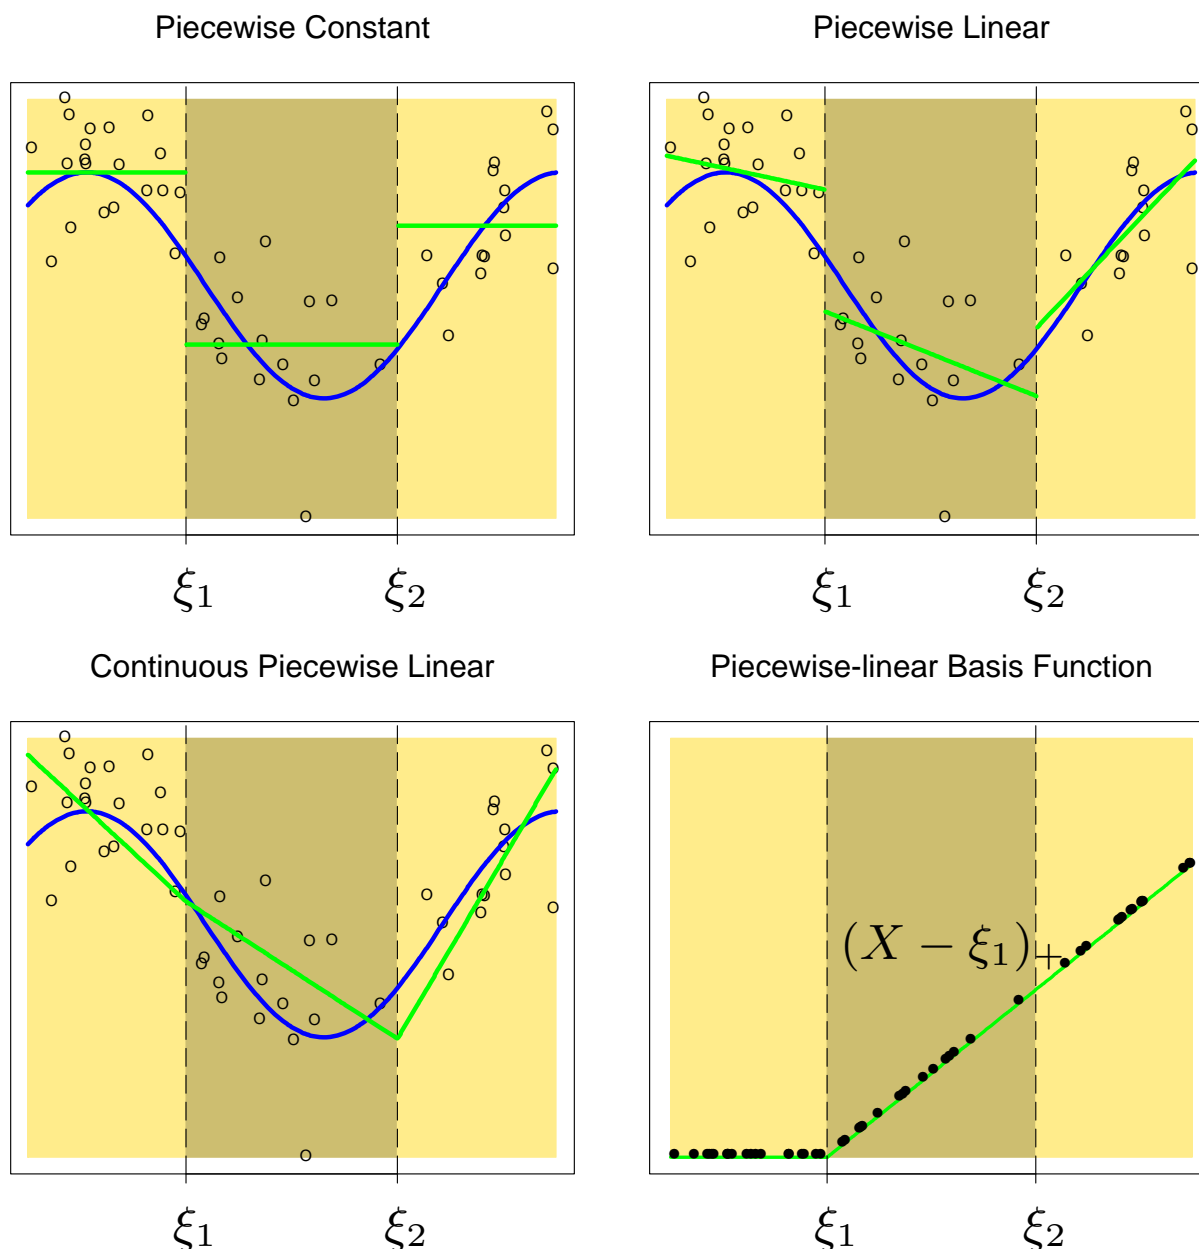 Piecewise Constant
Piecewise Linear
ξ1 ξ2
ξ1 ξ2
Continuous Piecewise Linear
Piecewise-linear Basis Function
(X − ξ1)+
ξ1 ξ2
ξ1 ξ2